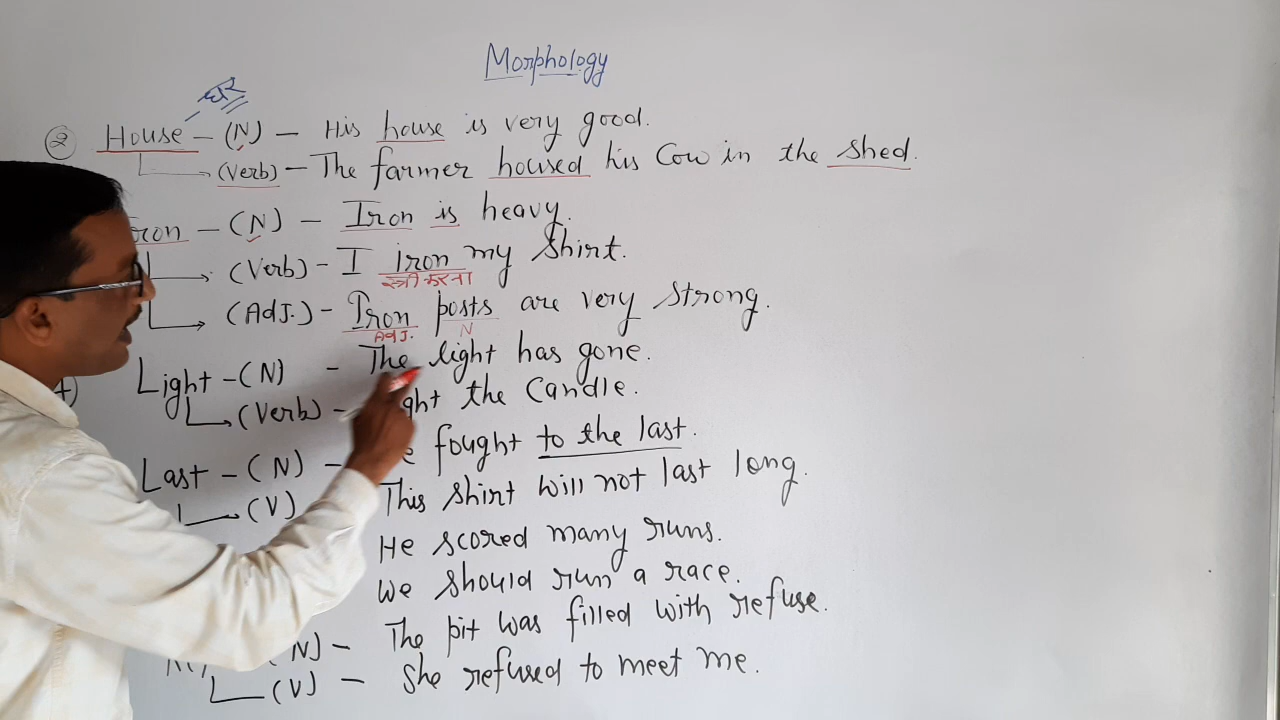 Morphology
घर
② House - (N) - His house is very good.
(Verb) - The farmer housed his Cow in the shed.
- (N) - Iron is heavy.
(Verb) - I iron my shirt.
स्त्री करना
(Adj.) - Iron posts are very strong.
Adj. N
Light - (N) - The light has gone.
(Verb) - the candle.
Last - (N) - fought to the last.
(V) This shirt will not last long.
He scored many runs.
We should run a race.
(N) - The pit was filled with refuse.
(V) - She refused to meet me.